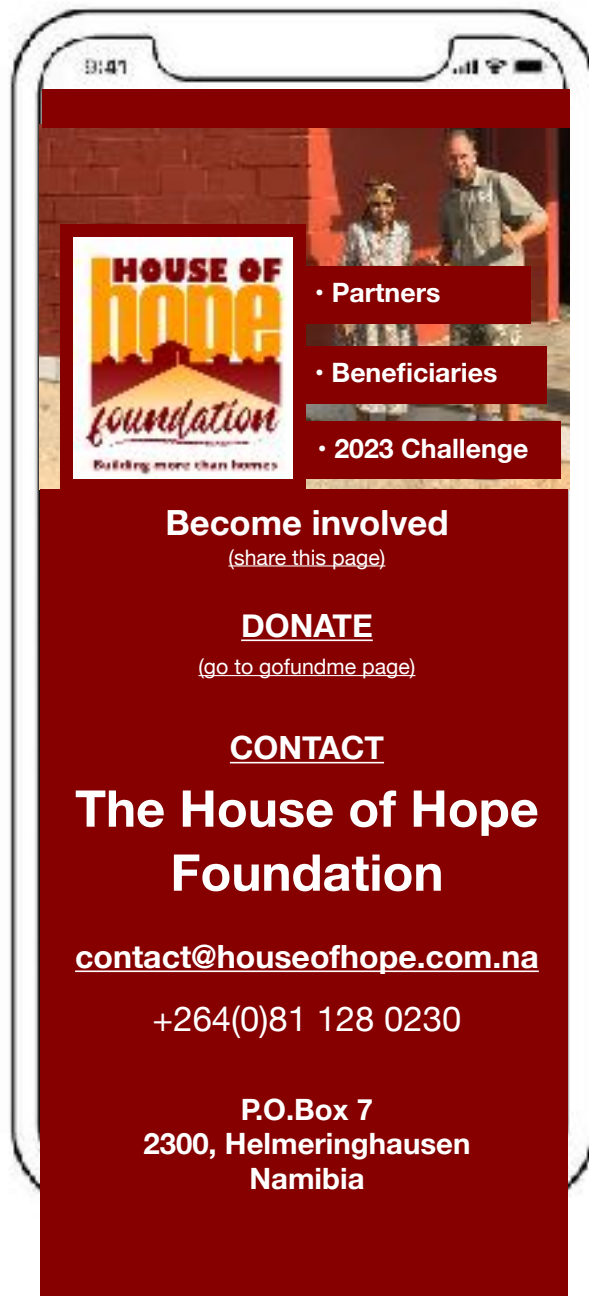 9:41
HOUSE OF
hope
foundation
Building more than homes
• Partners
• Beneficiaries
• 2023 Challenge
Become involved
(share this page)
DONATE
(go to gofundme page)
CONTACT
The House of Hope
Foundation
contact@houseofhope.com.na
+264(0)81 128 0230
P.O.Box 7
2300, Helmeringhausen
Namibia